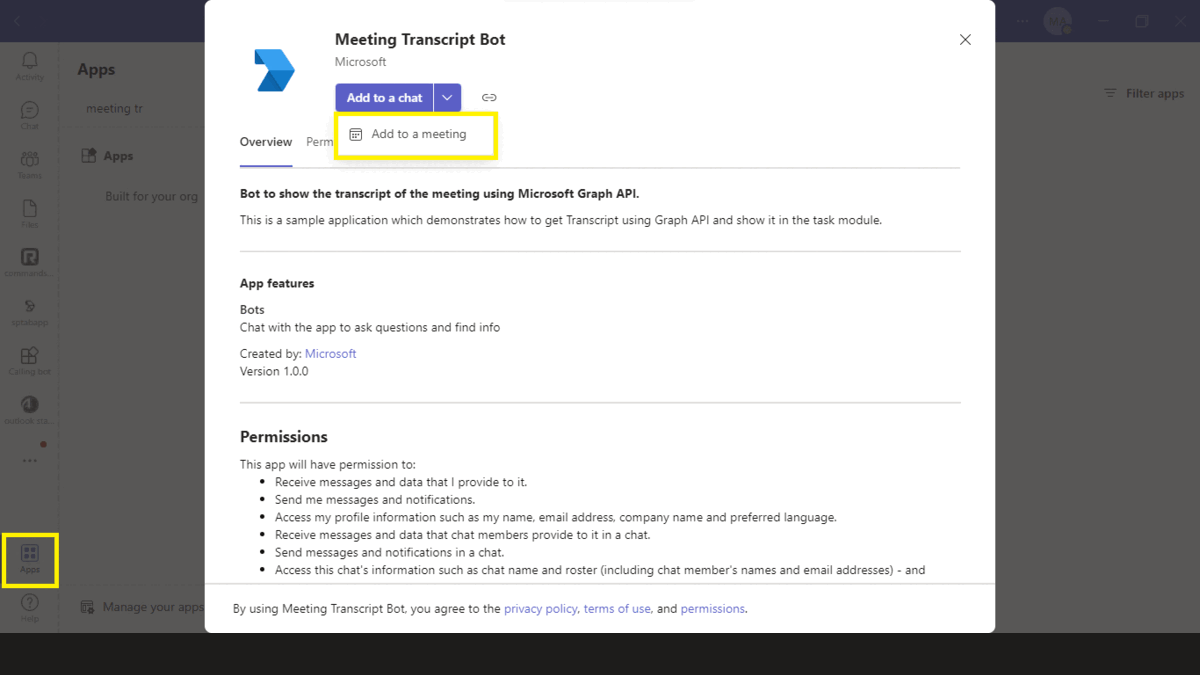 Meeting Transcript Bot
Microsoft
Add to a chat
Add to a meeting
Overview
Perm
Bot to show the transcript of the meeting using Microsoft Graph API.
This is a sample application which demonstrates how to get Transcript using Graph API and show it in the task module.
App features
Bots
Chat with the app to ask questions and find info
Created by: Microsoft
Version 1.0.0
Permissions
This app will have permission to:
Receive messages and data that I provide to it.
Send me messages and notifications.
Access my profile information such as my name, email address, company name and preferred language.
Receive messages and data that chat members provide to it in a chat.
Send messages and notifications in a chat.
Access this chat's information such as chat name and roster (including chat member's names and email addresses) - and
By using Meeting Transcript Bot, you agree to the privacy policy, terms of use, and permissions.
Activity
Chat
Teams
Files
commands...
sptabapp
Calling bot
Apps
Help
Apps
meeting tr
Apps
Built for your org
Manage your apps
Filter apps